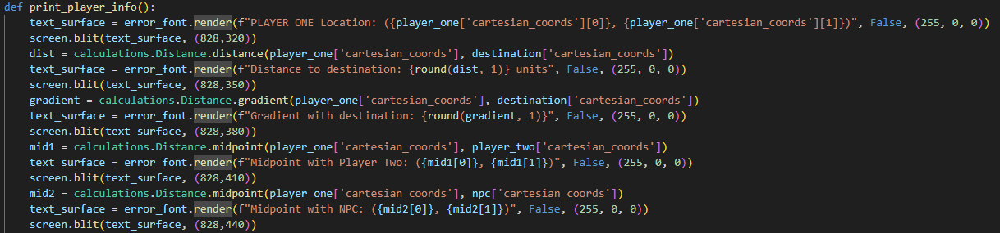 def print_player_info():
    text_surface = error_font.render(f"PLAYER ONE Location: ({player_one['cartesian_coords'][0]}, {player_one['cartesian_coords'][1]})", False, (255, 0, 0))
    screen.blit(text_surface, (828,320))
    dist = calculations.Distance.distance(player_one['cartesian_coords'], destination['cartesian_coords'])
    text_surface = error_font.render(f"Distance to destination: {round(dist, 1)} units", False, (255, 0, 0))
    screen.blit(text_surface, (828,350))
    gradient = calculations.Distance.gradient(player_one['cartesian_coords'], destination['cartesian_coords'])
    text_surface = error_font.render(f"Gradient with destination: {round(gradient, 1)}", False, (255, 0, 0))
    screen.blit(text_surface, (828,380))
    mid1 = calculations.Distance.midpoint(player_one['cartesian_coords'], player_two['cartesian_coords'])
    text_surface = error_font.render(f"Midpoint with Player Two: ({mid1[0]}, {mid1[1]})", False, (255, 0, 0))
    screen.blit(text_surface, (828,410))
    mid2 = calculations.Distance.midpoint(player_one['cartesian_coords'], npc['cartesian_coords'])
    text_surface = error_font.render(f"Midpoint with NPC: ({mid2[0]}, {mid2[1]})", False, (255, 0, 0))
    screen.blit(text_surface, (828,440))